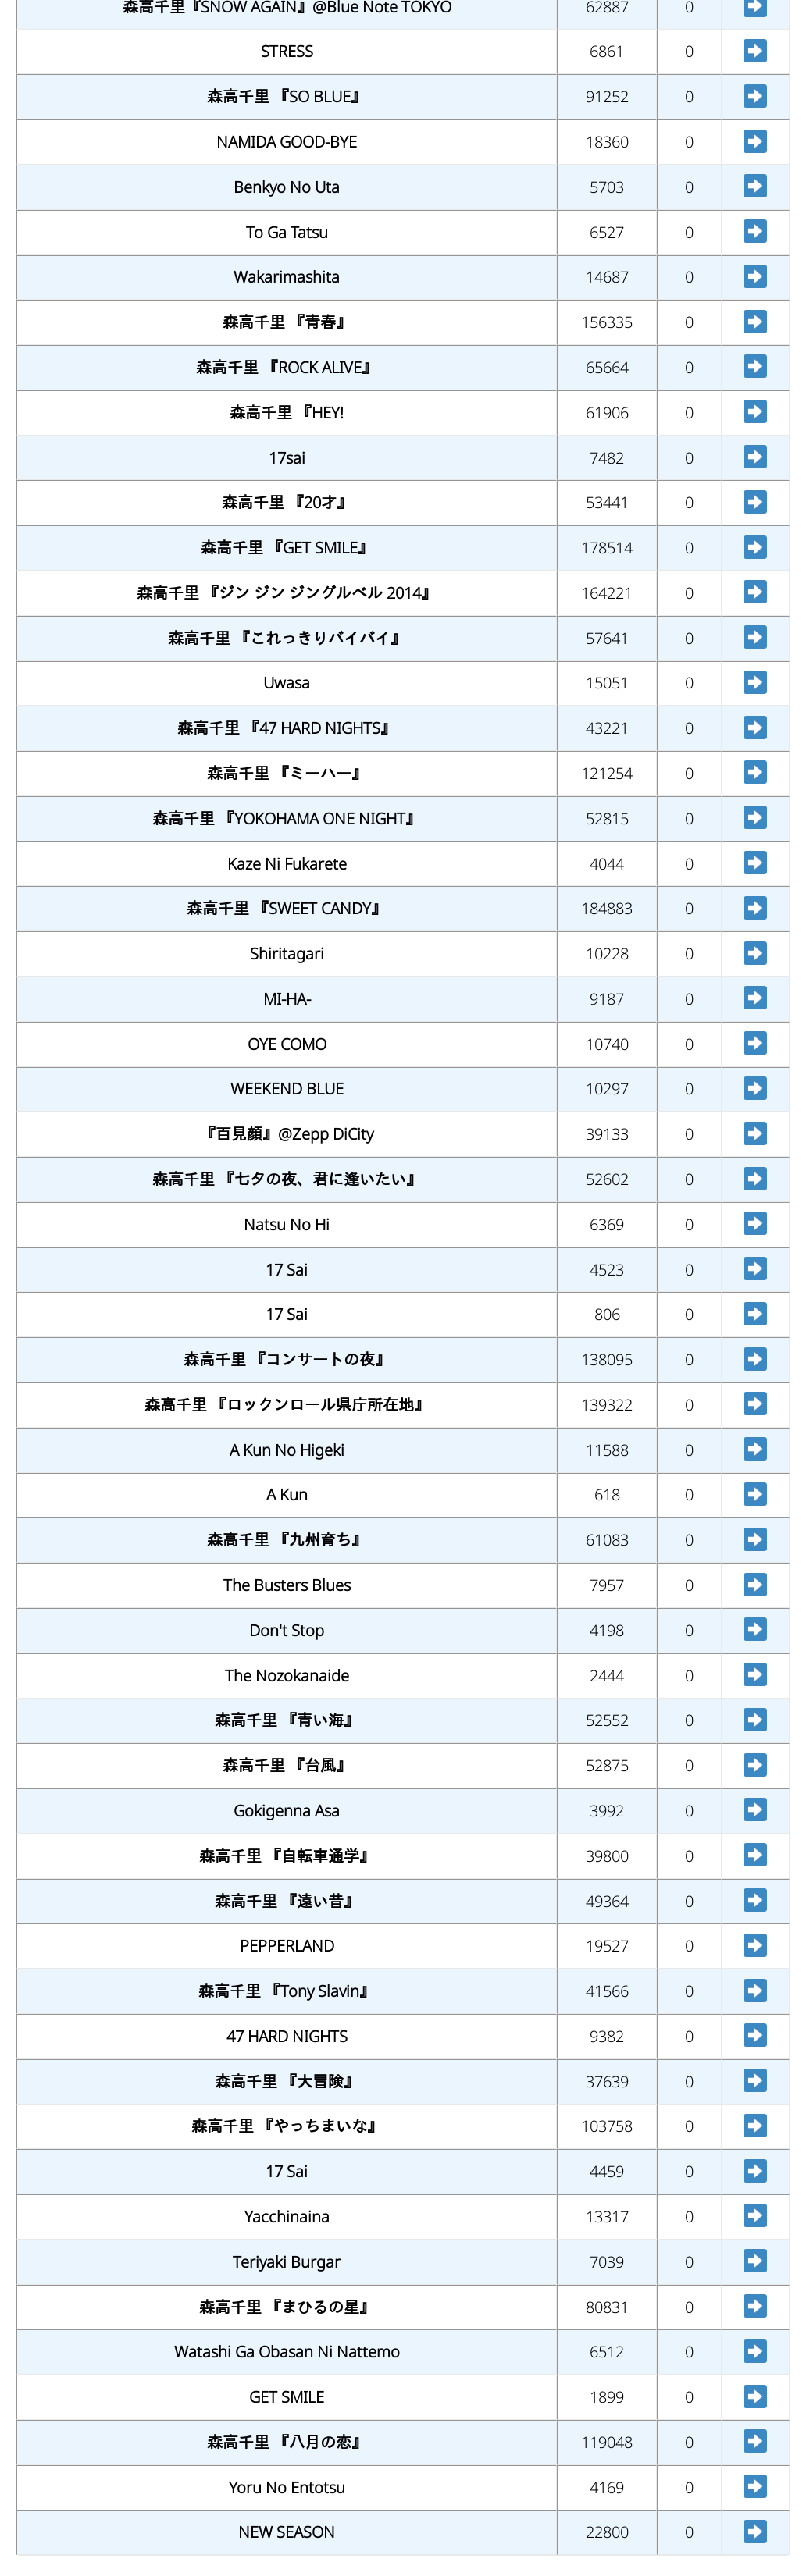 森高千里『SNOW AGAIN』@Blue Note TOKYO 62887 0
STRESS 6861 0
森高千里 『SO BLUE』 91252 0
NAMIDA GOOD-BYE 18360 0
Benkyo No Uta 5703 0
To Ga Tatsu 6527 0
Wakarimashita 14687 0
森高千里 『青春』 156335 0
森高千里 『ROCK ALIVE』 65664 0
森高千里 『HEY! 61906 0
17sai 7482 0
森高千里 『20才』 53441 0
森高千里 『GET SMILE』 178514 0
森高千里 『ジン ジン ジングルベル 2014』 164221 0
森高千里 『これっきりバイバイ』 57641 0
Uwasa 15051 0
森高千里 『47 HARD NIGHTS』 43221 0
森高千里 『ミーハー』 121254 0
森高千里 『YOKOHAMA ONE NIGHT』 52815 0
Kaze Ni Fukarete 4044 0
森高千里 『SWEET CANDY』 184883 0
Shiritagari 10228 0
MI-HA- 9187 0
OYE COMO 10740 0
WEEKEND BLUE 10297 0
『百見顔』@Zepp DiCity 39133 0
森高千里 『七夕の夜、君に逢いたい』 52602 0
Natsu No Hi 6369 0
17 Sai 4523 0
17 Sai 806 0
森高千里 『コンサートの夜』 138095 0
森高千里 『ロックンロール県庁所在地』 139322 0
A Kun No Higeki 11588 0
A Kun 618 0
森高千里 『九州育ち』 61083 0
The Busters Blues 7957 0
Don't Stop 4198 0
The Nozokanaide 2444 0
森高千里 『青い海』 52552 0
森高千里 『台風』 52875 0
Gokigenna Asa 3992 0
森高千里 『自転車通学』 39800 0
森高千里 『遠い昔』 49364 0
PEPPERLAND 19527 0
森高千里 『Tony Slavin』 41566 0
47 HARD NIGHTS 9382 0
森高千里 『大冒険』 37639 0
森高千里 『やっちまいな』 103758 0
17 Sai 4459 0
Yacchinaina 13317 0
Teriyaki Burgar 7039 0
森高千里 『まひるの星』 80831 0
Watashi Ga Obasan Ni Nattemo 6512 0
GET SMILE 1899 0
森高千里 『八月の恋』 119048 0
Yoru No Entotsu 4169 0
NEW SEASON 22800 0